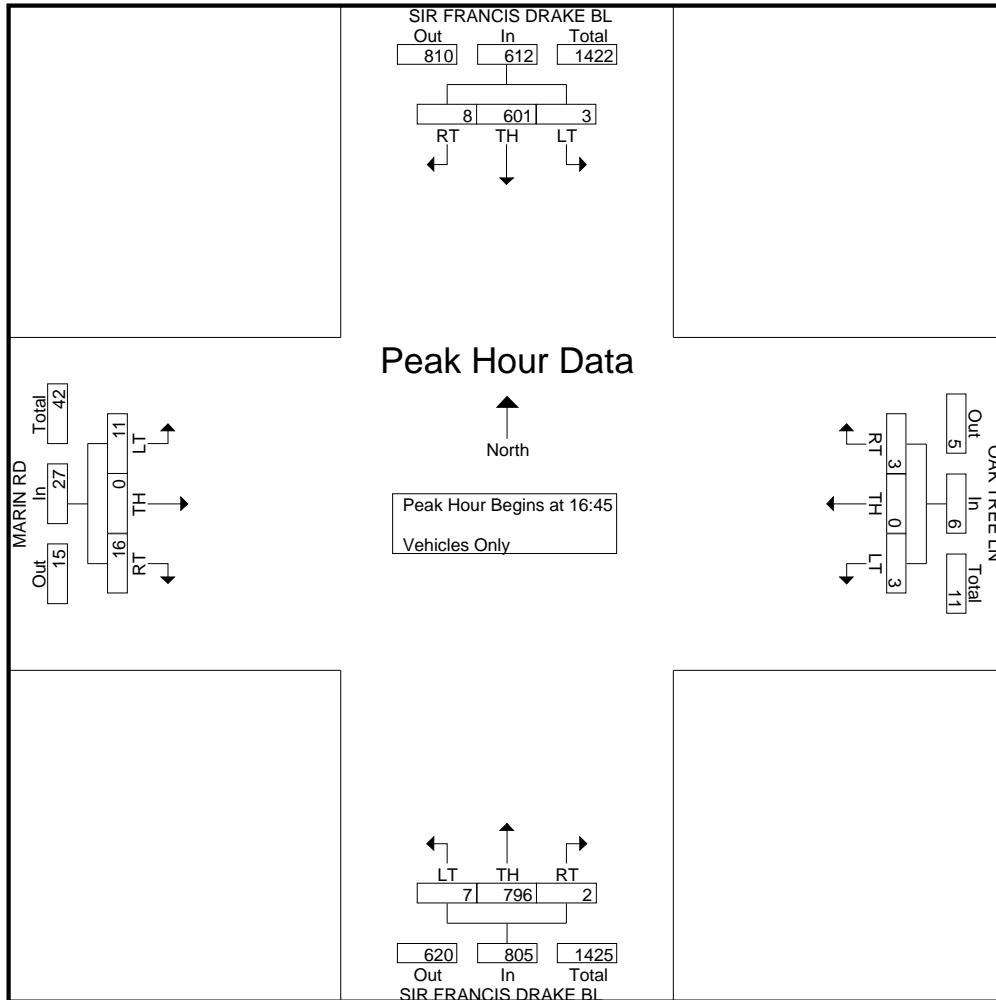 SIR FRANCIS DRAKE BL
Out In Total
810 612 1422
8 601 3
RT TH LT
Peak Hour Data
North
Peak Hour Begins at 16:45
Vehicles Only
MARIN RD
Out In Total
15 27 42
16 0 11
RT TH LT
OAK TREE LN
Out In Total
5 6 11
3 0 3
RT TH LT
LT TH RT
7 796 2
620 805 1425
Out In Total
SIR FRANCIS DRAKE BL